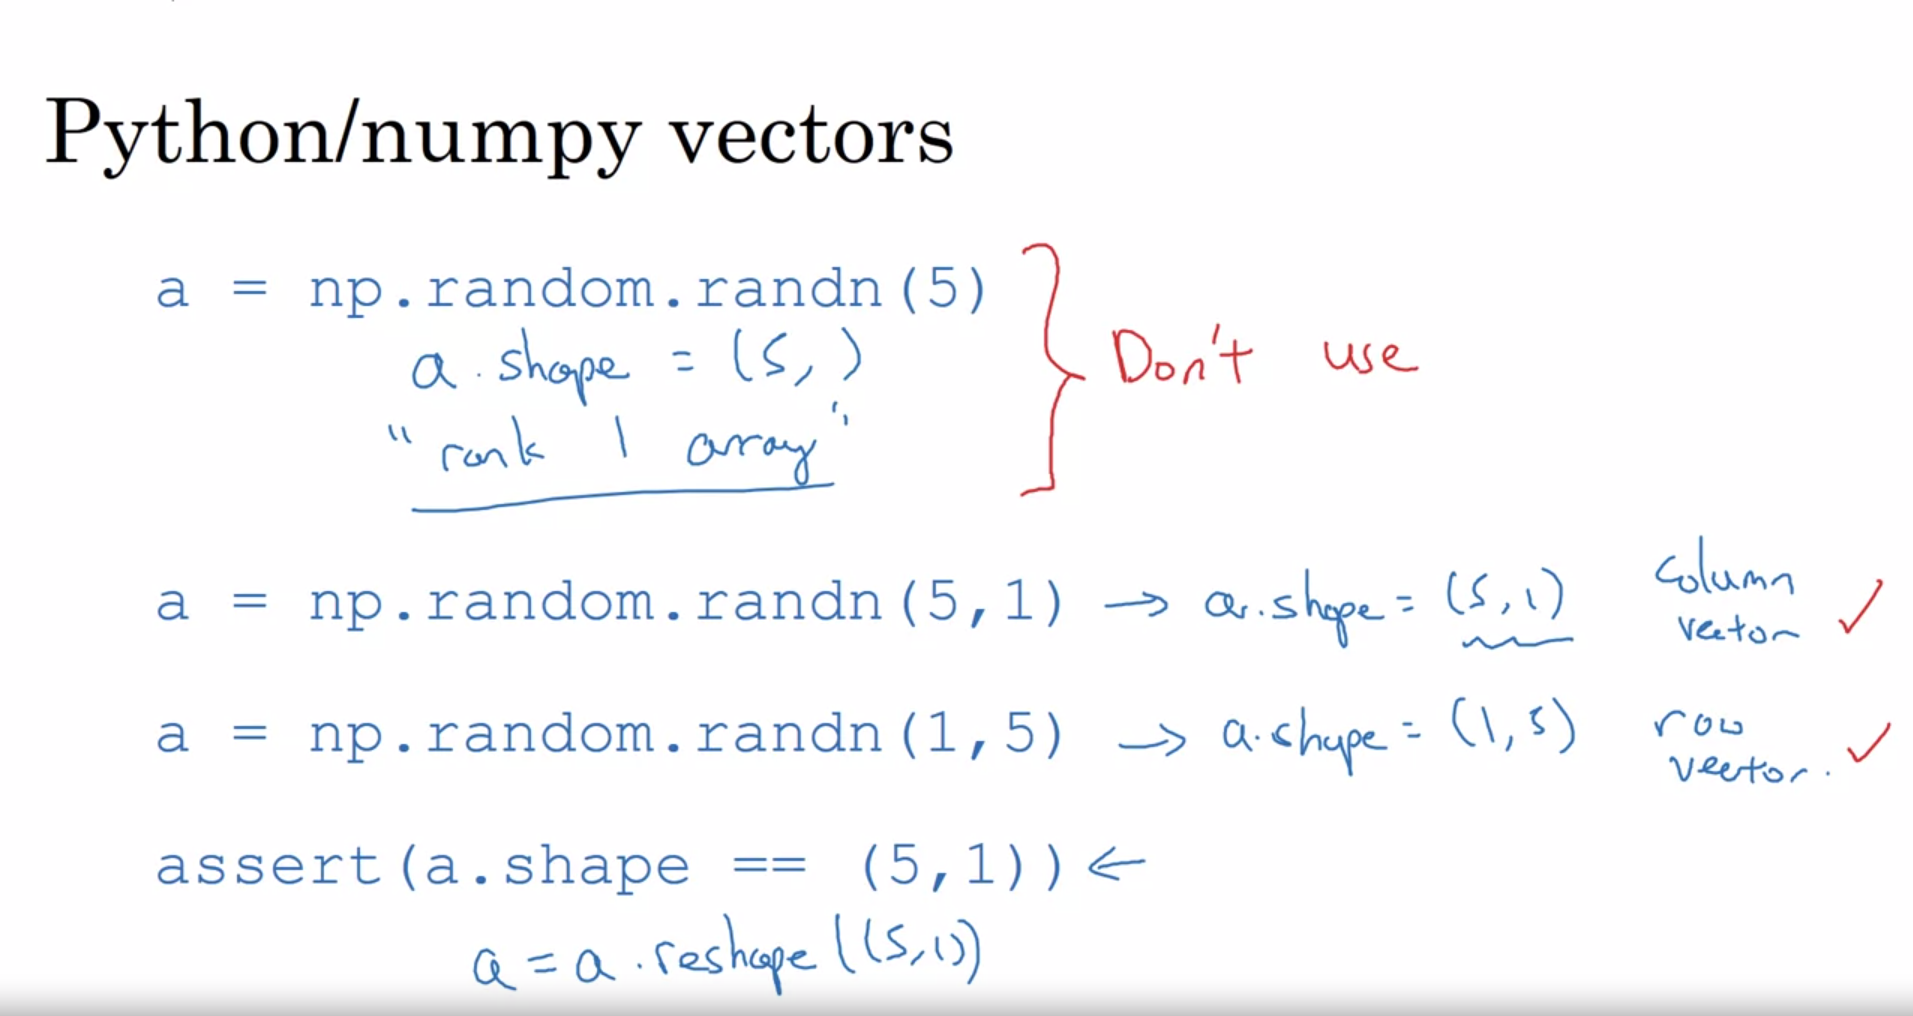 Python/numpy vectors
a = np.random.randn(5)
a.shape = (5,)
"rank 1 array"
Don't use
a = np.random.randn(5,1) → a.shape = (5,1) column vector ✓
a = np.random.randn(1,5) → a.shape = (1,5) row vector. ✓
assert(a.shape == (5,1)) ←
a = a.reshape((5,1))